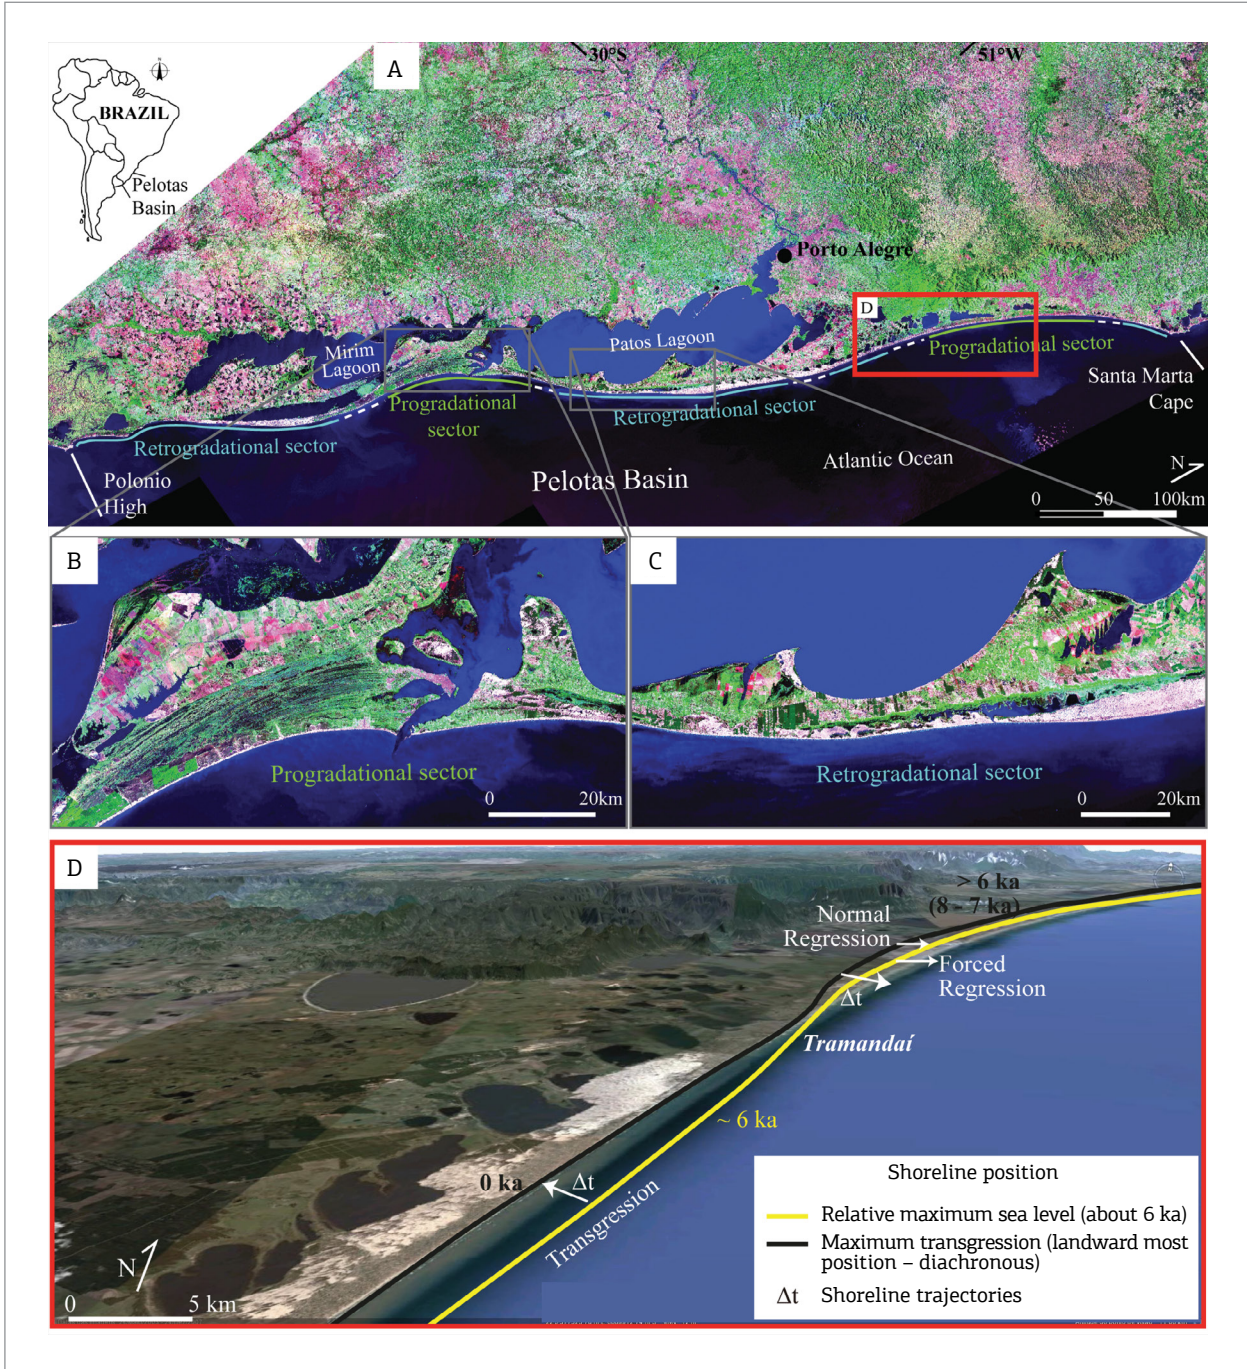 A
30°S
51°W
BRAZIL
Pelotas
Basin
Porto Alegre
D
Mirim
Lagoon
Patos Lagoon
Progradational sector
Santa Marta
Cape
Progradational
sector
Retrogradational sector
Retrogradational sector
Polonio
High
Pelotas Basin
Atlantic Ocean
N
0 50 100km
B
Progradational sector
0 20km
C
Retrogradational sector
0 20km
D
> 6 ka
(8 - 7 ka)
Normal
Regression
Forced
Regression
Δt
Tramandaí
~ 6 ka
0 ka
Δt
Transgression
N
0 5 km
Shoreline position
Relative maximum sea level (about 6 ka)
Maximum transgression (landward most
position – diachronous)
Δt Shoreline trajectories